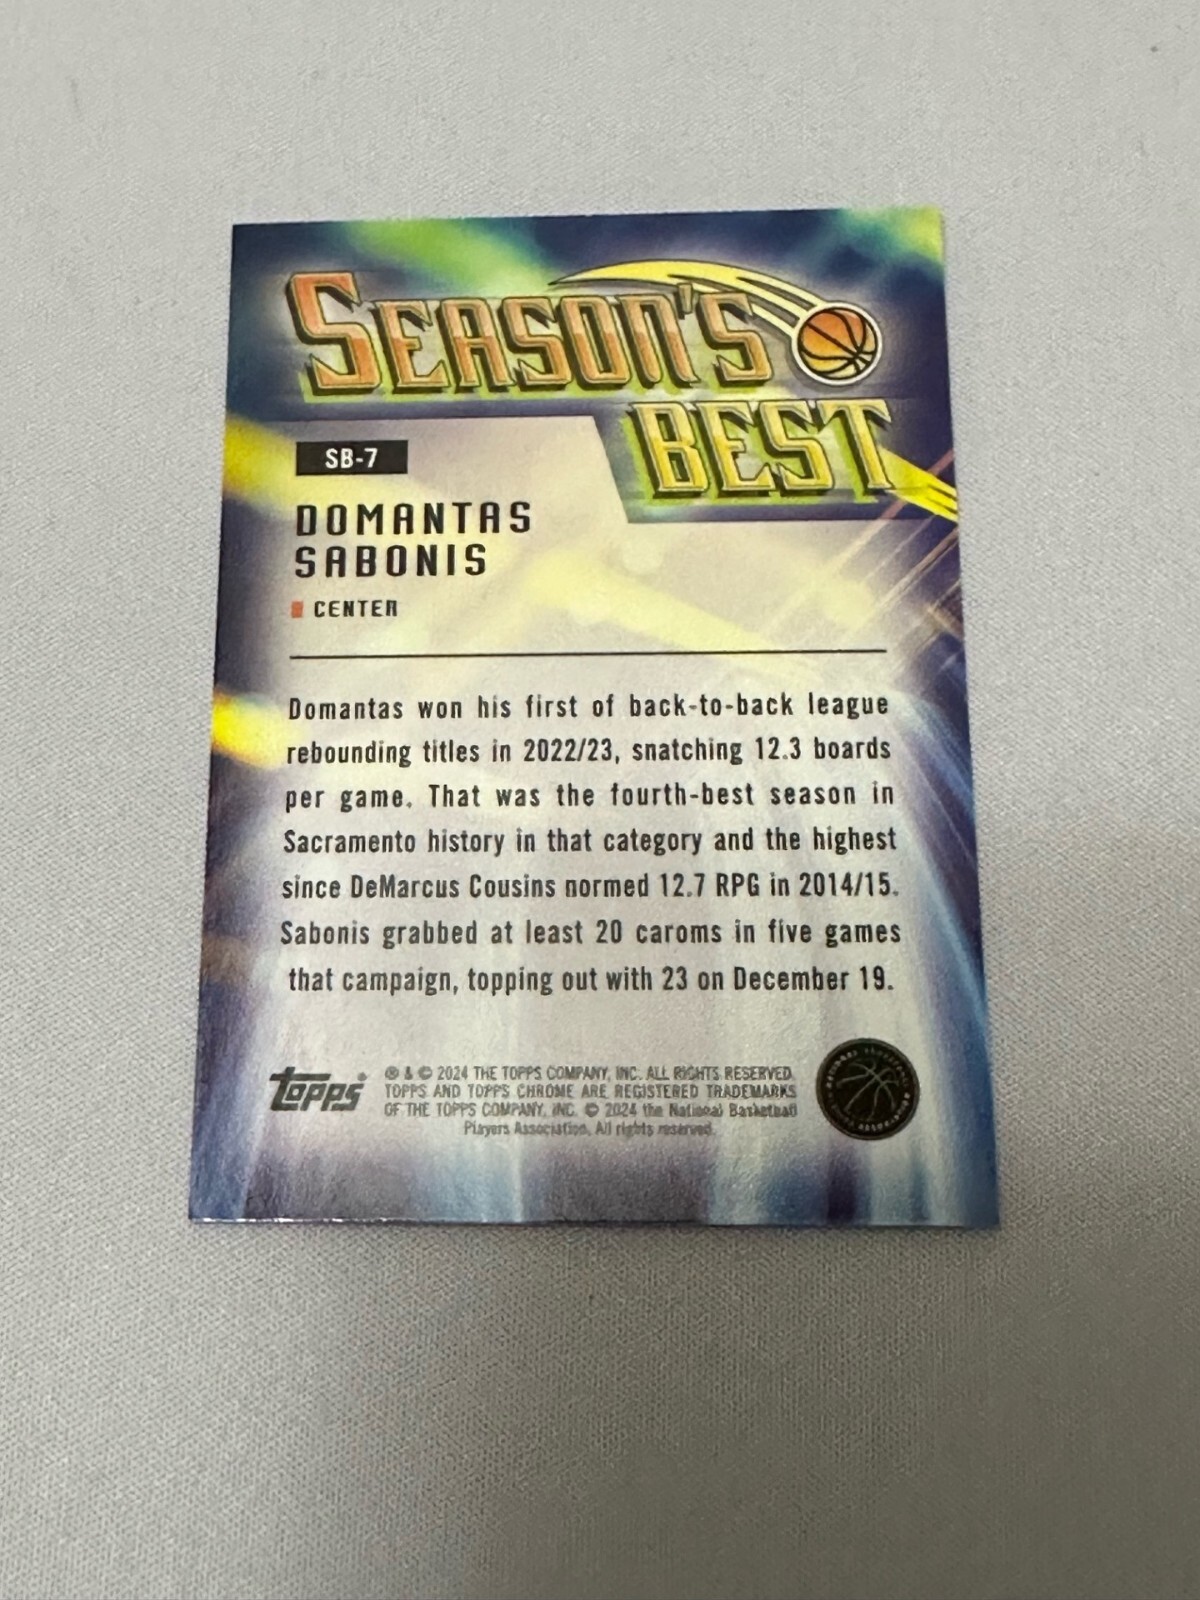 SEASON'S
BEST
SB-7
DOMANTAS
SABONIS
CENTER
Domantas won his first of back-to-back league
rebounding titles in 2022/23, snatching 12.3 boards
per game. That was the fourth-best season in
Sacramento history in that category and the highest
since DeMarcus Cousins normed 12.7 RPG in 2014/15.
Sabonis grabbed at least 20 caroms in five games
that campaign, topping out with 23 on December 19.
topps®
® & © 2024 THE TOPPS COMPANY, INC. ALL RIGHTS RESERVED.
TOPPS AND TOPPS CHROME ARE REGISTERED TRADEMARKS
OF THE TOPPS COMPANY, INC. © 2024 the National Basketball
Players Association. All rights reserved.